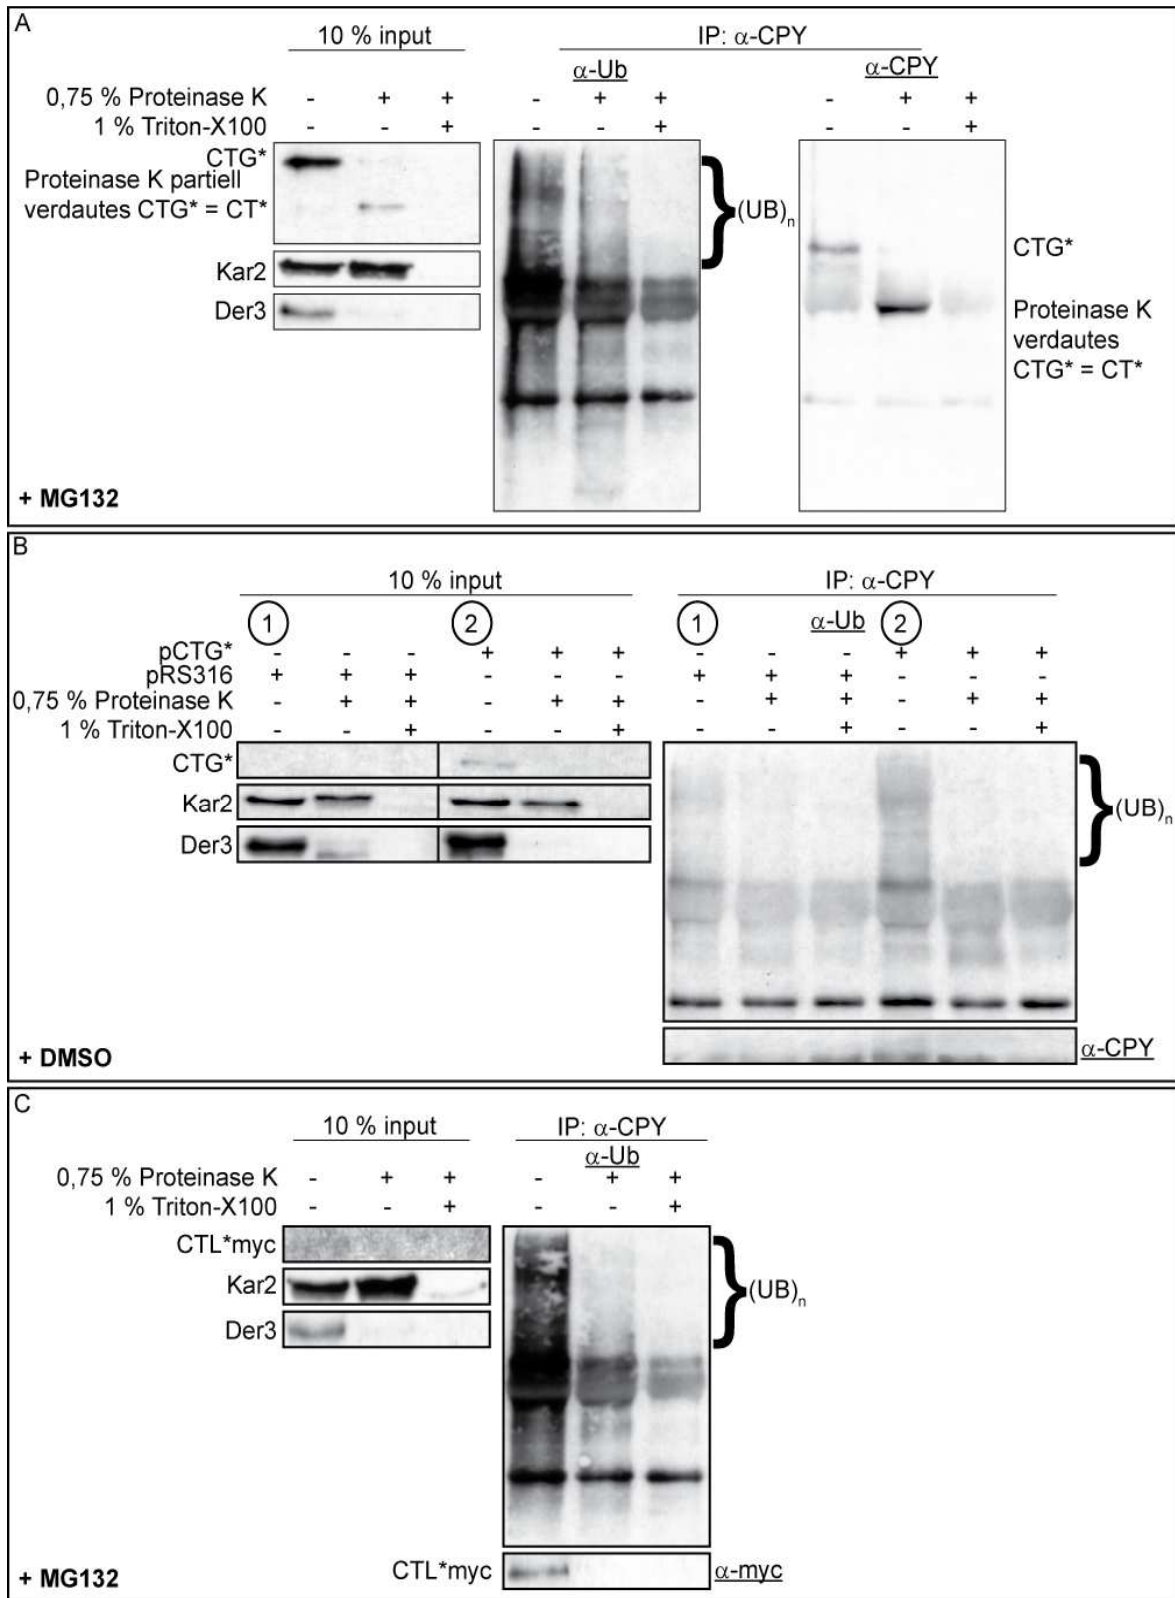 A
10 % input
IP: α-CPY
α-Ub
α-CPY
0,75 % Proteinase K - + + - + + - + +
1 % Triton-X100 - - + - - + - - +
CTG*
Proteinase K partiell
verdautes CTG* = CT*
Kar2
Der3
(UB)n
CTG*
Proteinase K
verdautes
CTG* = CT*
+ MG132
B
10 % input
IP: α-CPY
1 2 1 α-Ub 2
pCTG* - - - + + + - - - + + +
pRS316 + + + - - - + + + - - -
0,75 % Proteinase K - + + - + + - + + - + +
1 % Triton-X100 - - + - - + - - + - - +
CTG*
Kar2
Der3
(UB)n
α-CPY
+ DMSO
C
10 % input
IP: α-CPY
α-Ub
0,75 % Proteinase K - + + - + +
1 % Triton-X100 - - + - - +
CTL*myc
Kar2
Der3
(UB)n
CTL*myc
α-myc
+ MG132